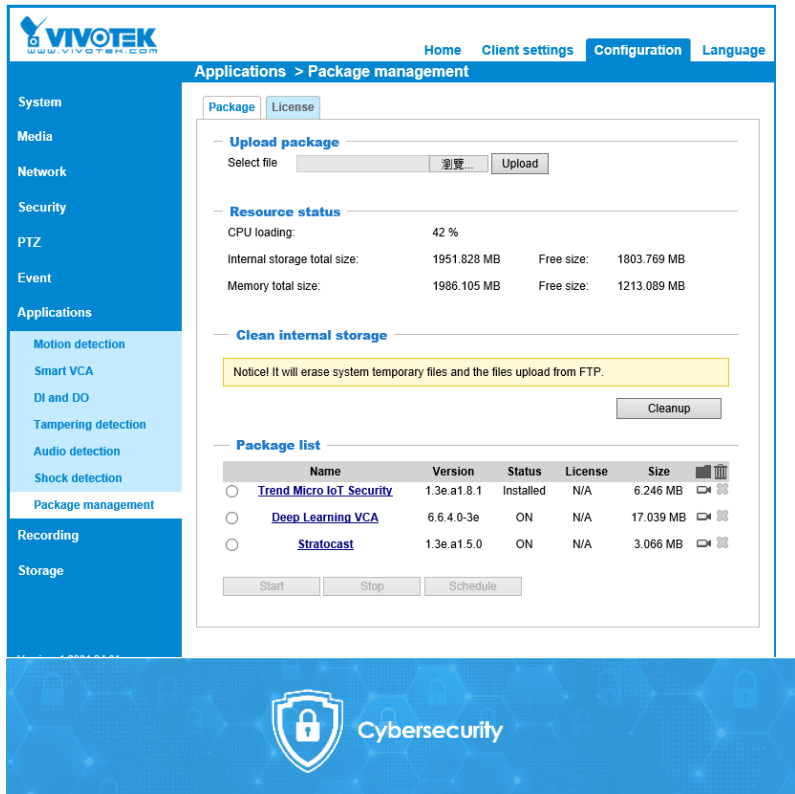 VIVOTEK
www.vivotek.com
Home Client settings Configuration Language
Applications > Package management
System
Media
Network
Security
PTZ
Event
Applications
Motion detection
Smart VCA
DI and DO
Tampering detection
Audio detection
Shock detection
Package management
Recording
Storage
Package License
Upload package
Select file 瀏覽... Upload
Resource status
CPU loading: 42 %
Internal storage total size: 1951.828 MB Free size: 1803.769 MB
Memory total size: 1986.105 MB Free size: 1213.089 MB
Clean internal storage
Notice! It will erase system temporary files and the files upload from FTP.
Cleanup
Package list
Name Version Status License Size
Trend Micro IoT Security 1.3e.a1.8.1 Installed N/A 6.246 MB
Deep Learning VCA 6.6.4.0-3e ON N/A 17.039 MB
Stratocast 1.3e.a1.5.0 ON N/A 3.066 MB
Start Stop Schedule
Cybersecurity